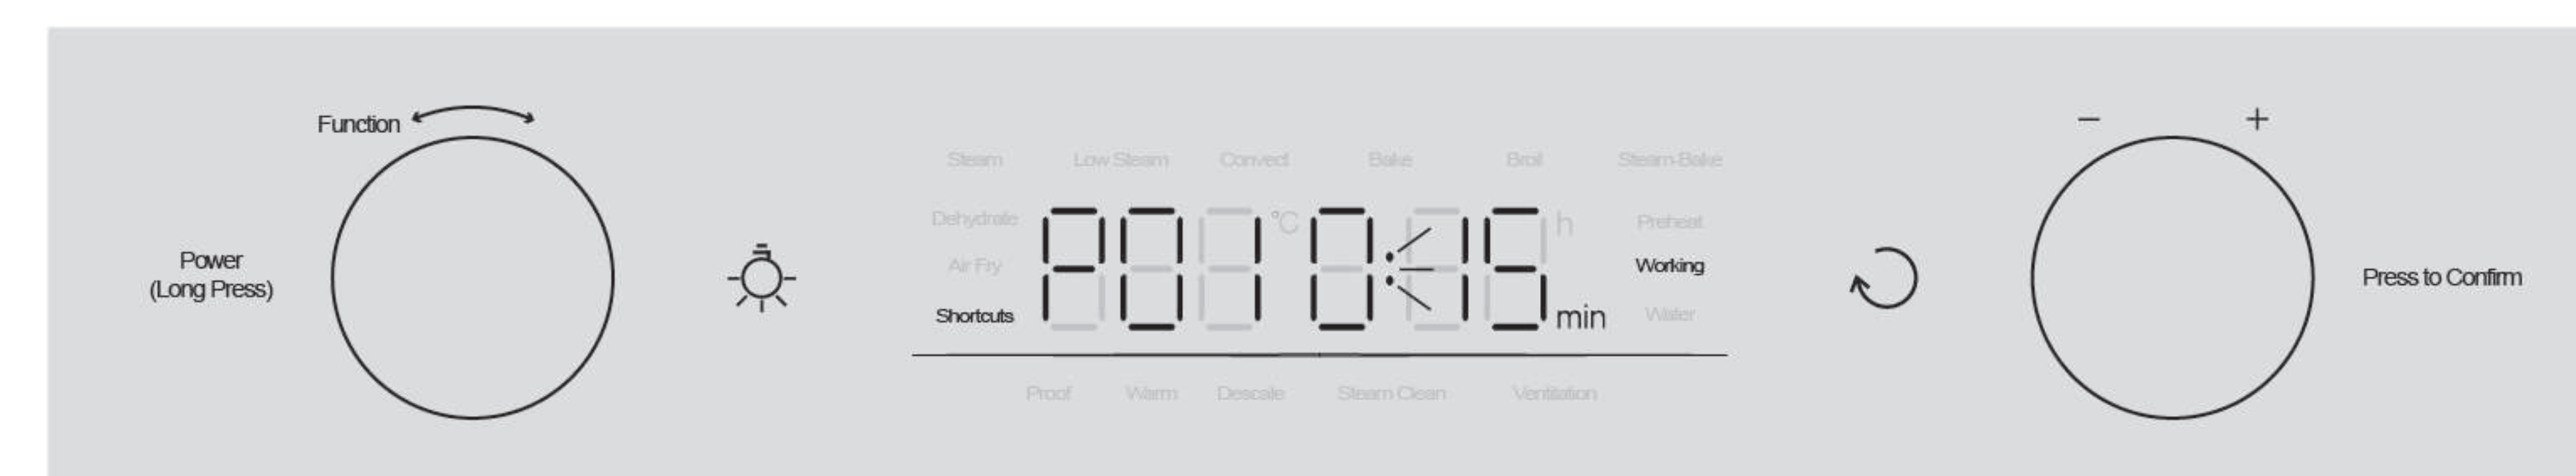 Function
Power
(Long Press)
Steam Low Steam Convect Bake Broil Steam-Bake
Dehydrate
Air Fry
Shortcuts
P01 °C 0:15 h min
Preheat
Working
Water
Proof Warm Descale Steam Clean Ventilation
− +
Press to Confirm